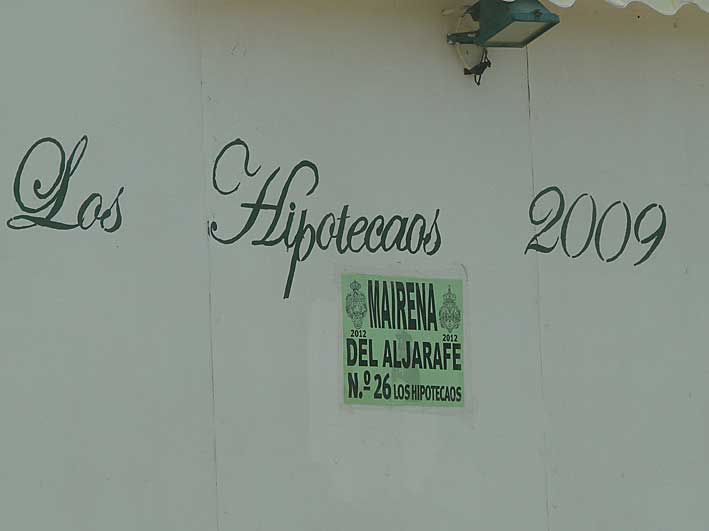 Los Hipotecaos 2009
MAIRENA
2012 2012
DEL ALJARAFE
N.º 26 LOS HIPOTECAOS